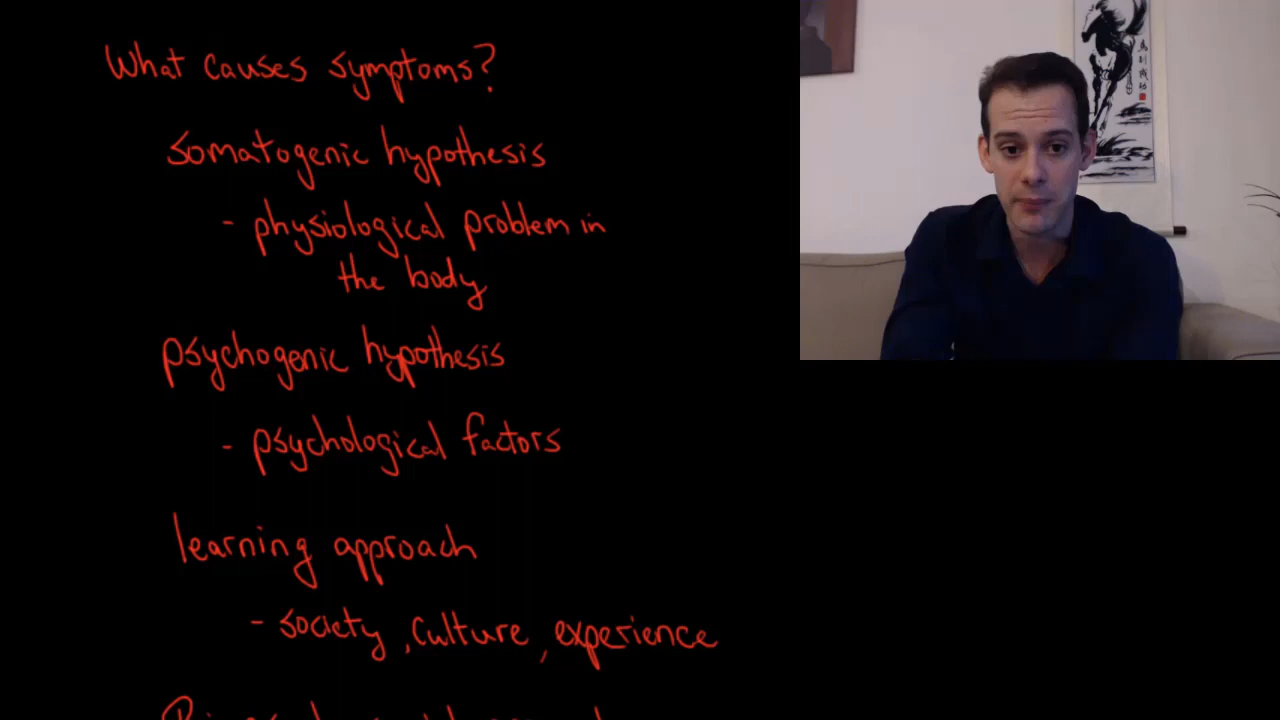 What causes symptoms?
somatogenic hypothesis
- physiological problem in
the body
psychogenic hypothesis
- psychological factors
learning approach
- society, culture, experience